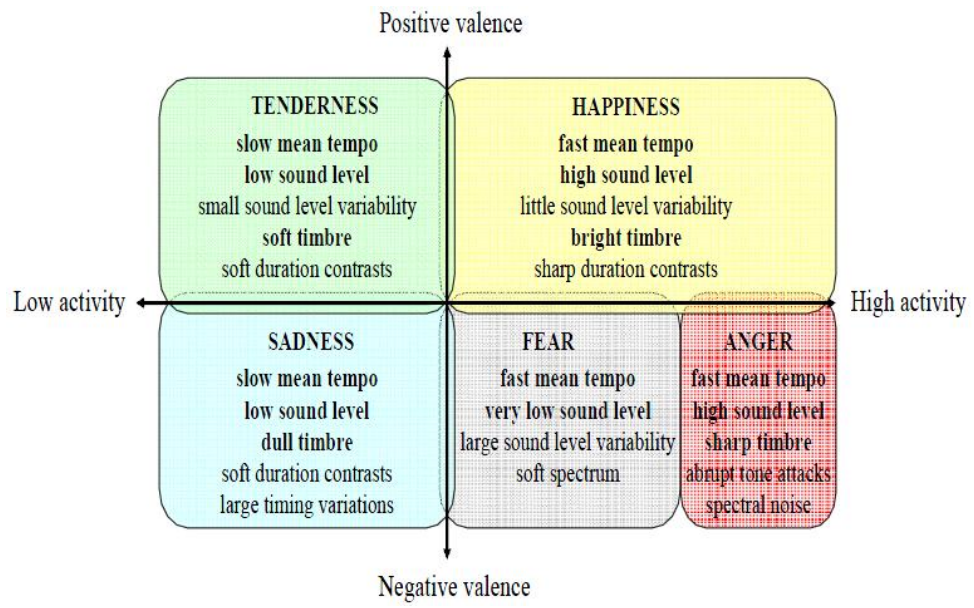 Positive valence
TENDERNESS
slow mean tempo
low sound level
small sound level variability
soft timbre
soft duration contrasts
HAPPINESS
fast mean tempo
high sound level
little sound level variability
bright timbre
sharp duration contrasts
Low activity
High activity
SADNESS
slow mean tempo
low sound level
dull timbre
soft duration contrasts
large timing variations
FEAR
fast mean tempo
very low sound level
large sound level variability
soft spectrum
ANGER
fast mean tempo
high sound level
sharp timbre
abrupt tone attacks
spectral noise
Negative valence